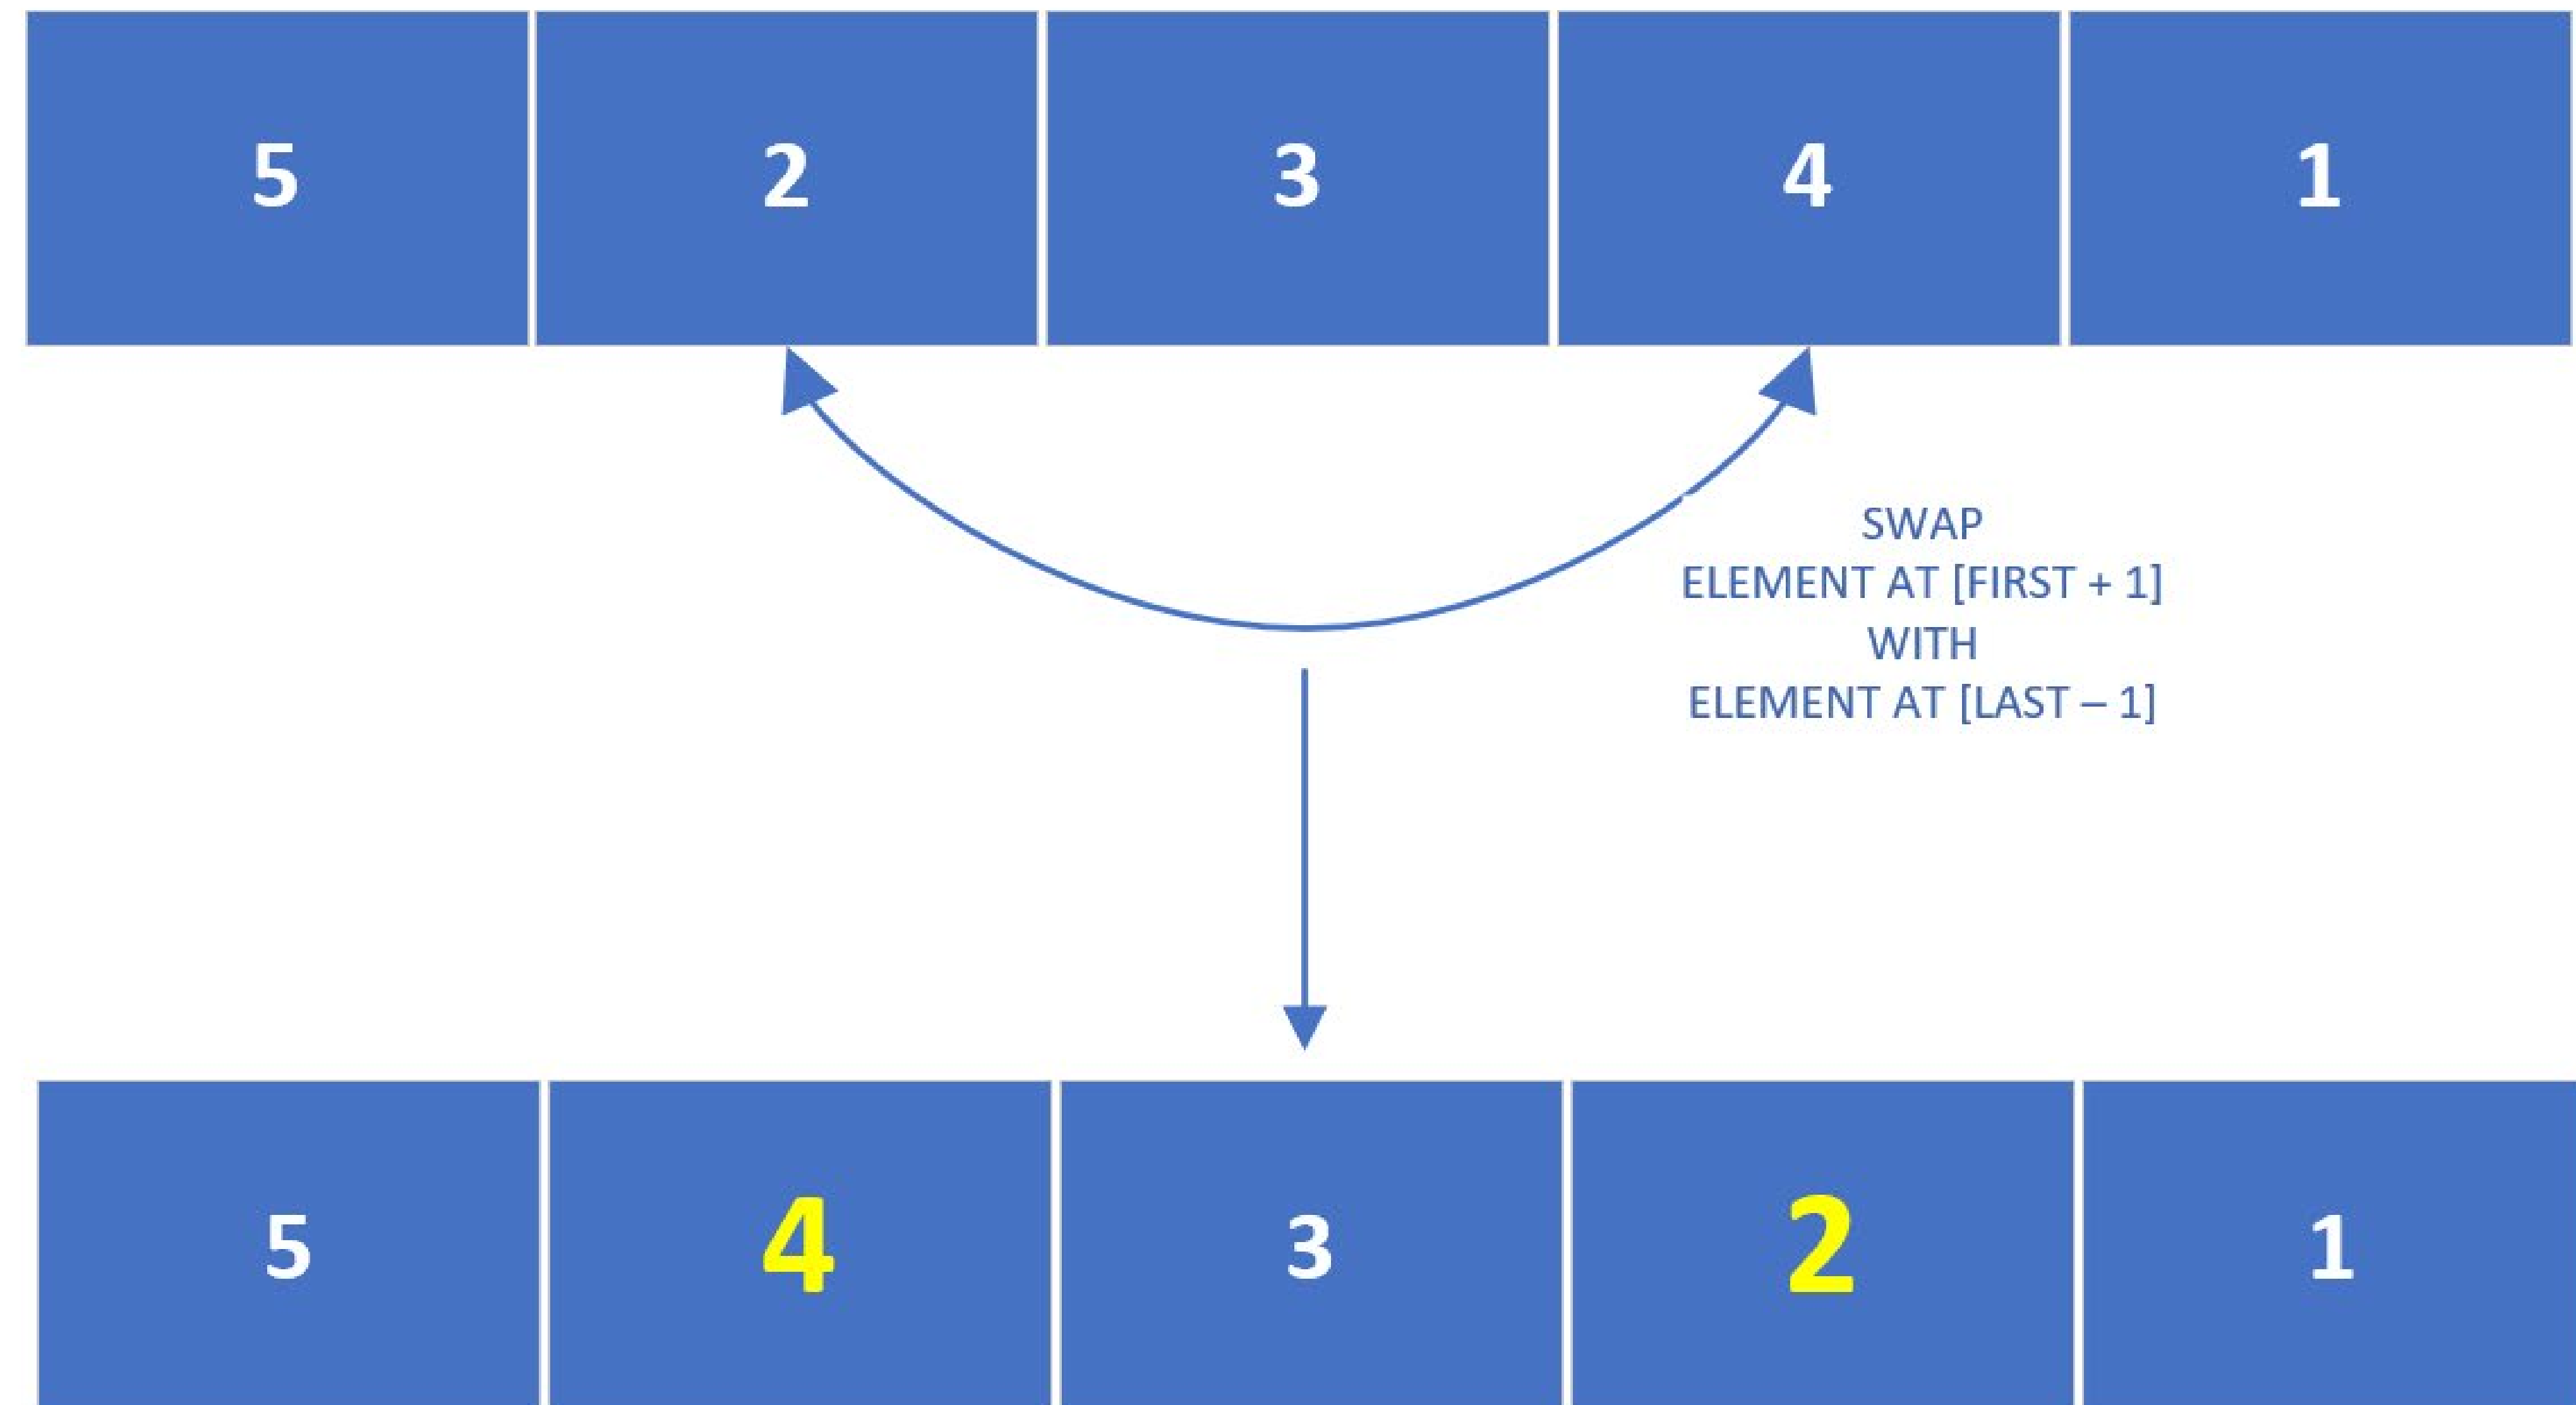 5 2 3 4 1
SWAP
ELEMENT AT [FIRST + 1]
WITH
ELEMENT AT [LAST – 1]
5 4 3 2 1